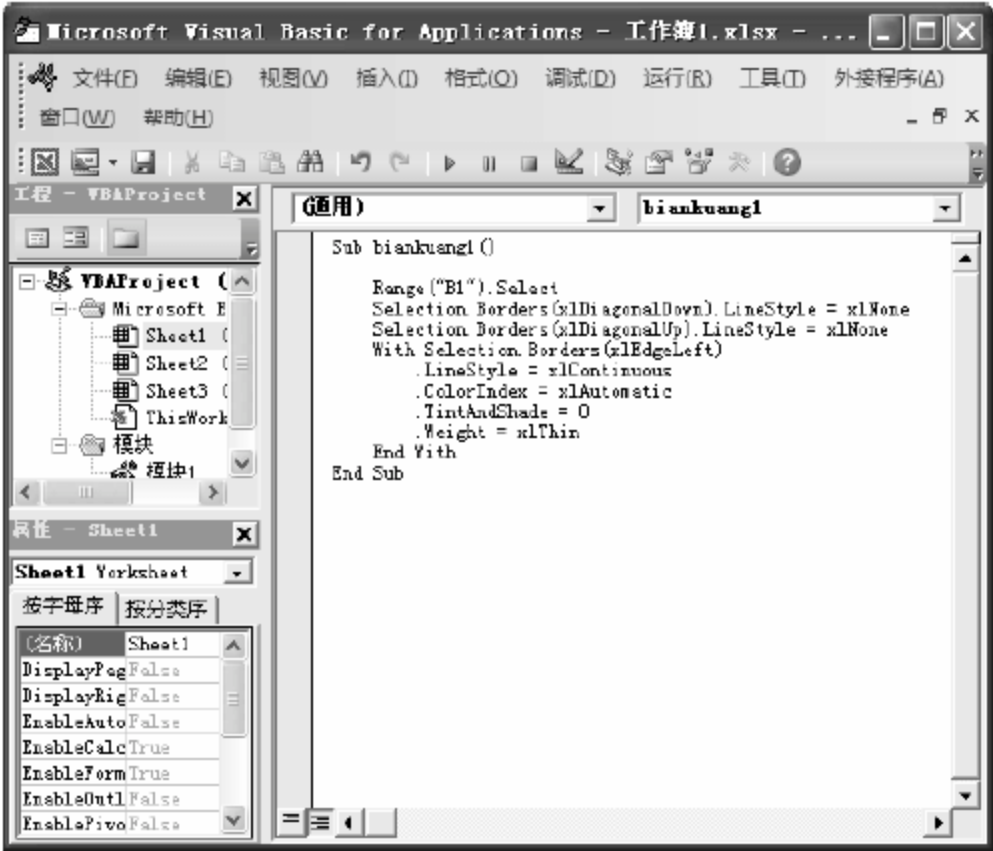 Microsoft Visual Basic for Applications - 工作簿1.xlsx - ...
文件(F) 编辑(E) 视图(V) 插入(I) 格式(O) 调试(D) 运行(R) 工具(T) 外接程序(A)
窗口(W) 帮助(H)
工程 - VBAProject
(通用)
biankuang1
VBAProject (
Microsoft E
Sheet1 (
Sheet2 (
Sheet3 (
ThisWork
模块
模块1
属性 - Sheet1
Sheet1 Worksheet
按字母序 按分类序
(名称) Sheet1
DisplayPag False
DisplayRig False
EnableAuto False
EnableCalc True
EnableForm True
EnableOutl False
EnablePivo False
Sub biankuang1()
Range("B1").Select
Selection.Borders(xlDiagonalDown).LineStyle = xlNone
Selection.Borders(xlDiagonalUp).LineStyle = xlNone
With Selection.Borders(xlEdgeLeft)
.LineStyle = xlContinuous
.ColorIndex = xlAutomatic
.TintAndShade = 0
.Weight = xlThin
End With
End Sub